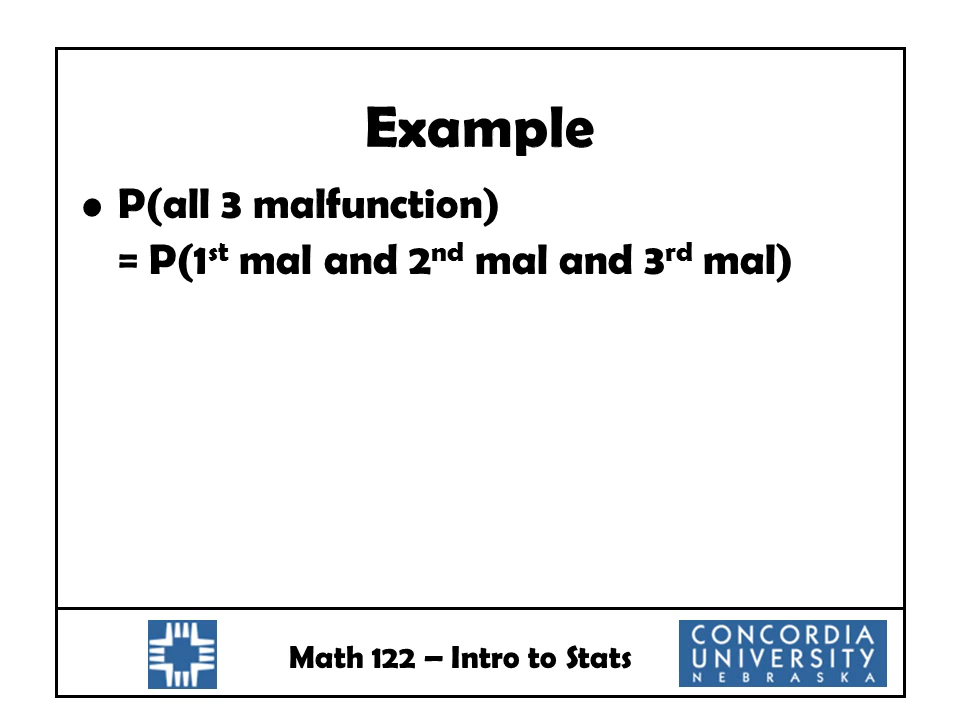 Example
• P(all 3 malfunction)
= P(1st mal and 2nd mal and 3rd mal)
Math 122 – Intro to Stats
CONCORDIA
UNIVERSITY
NEBRASKA